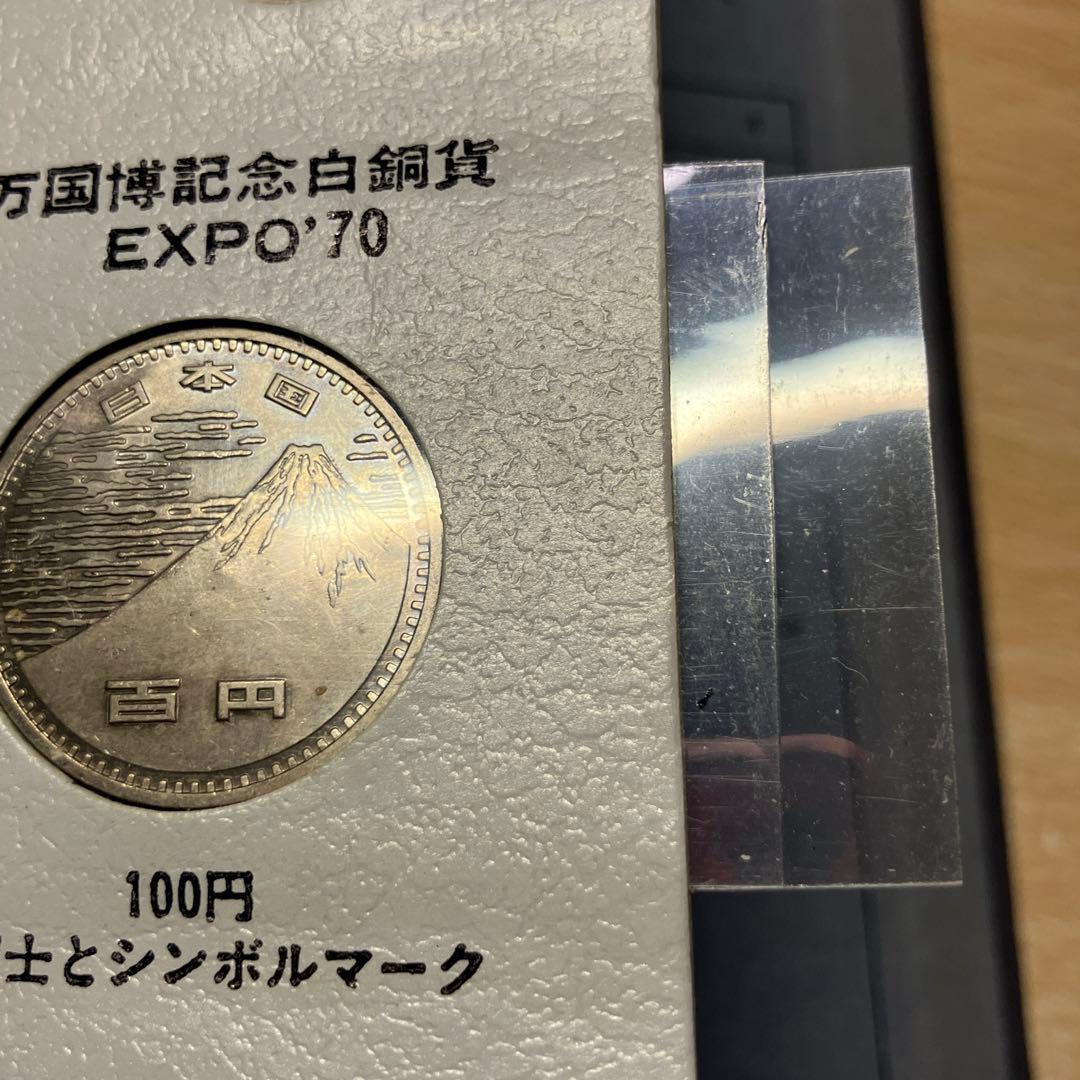 万国博記念白銅貨
EXPO'70
日本国
百円
100円
士とシンボルマーク